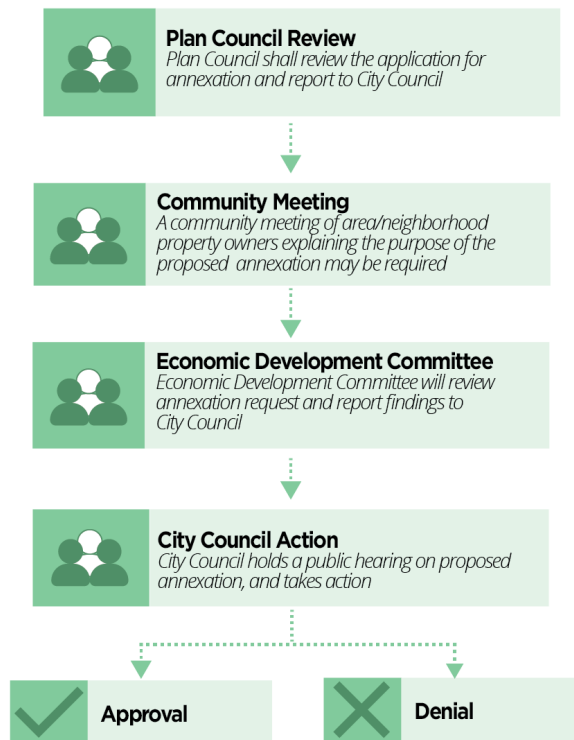 Plan Council Review
Plan Council shall review the application for
annexation and report to City Council
Community Meeting
A community meeting of area/neighborhood
property owners explaining the purpose of the
proposed annexation may be required
Economic Development Committee
Economic Development Committee will review
annexation request and report findings to
City Council
City Council Action
City Council holds a public hearing on proposed
annexation, and takes action
Approval
Denial